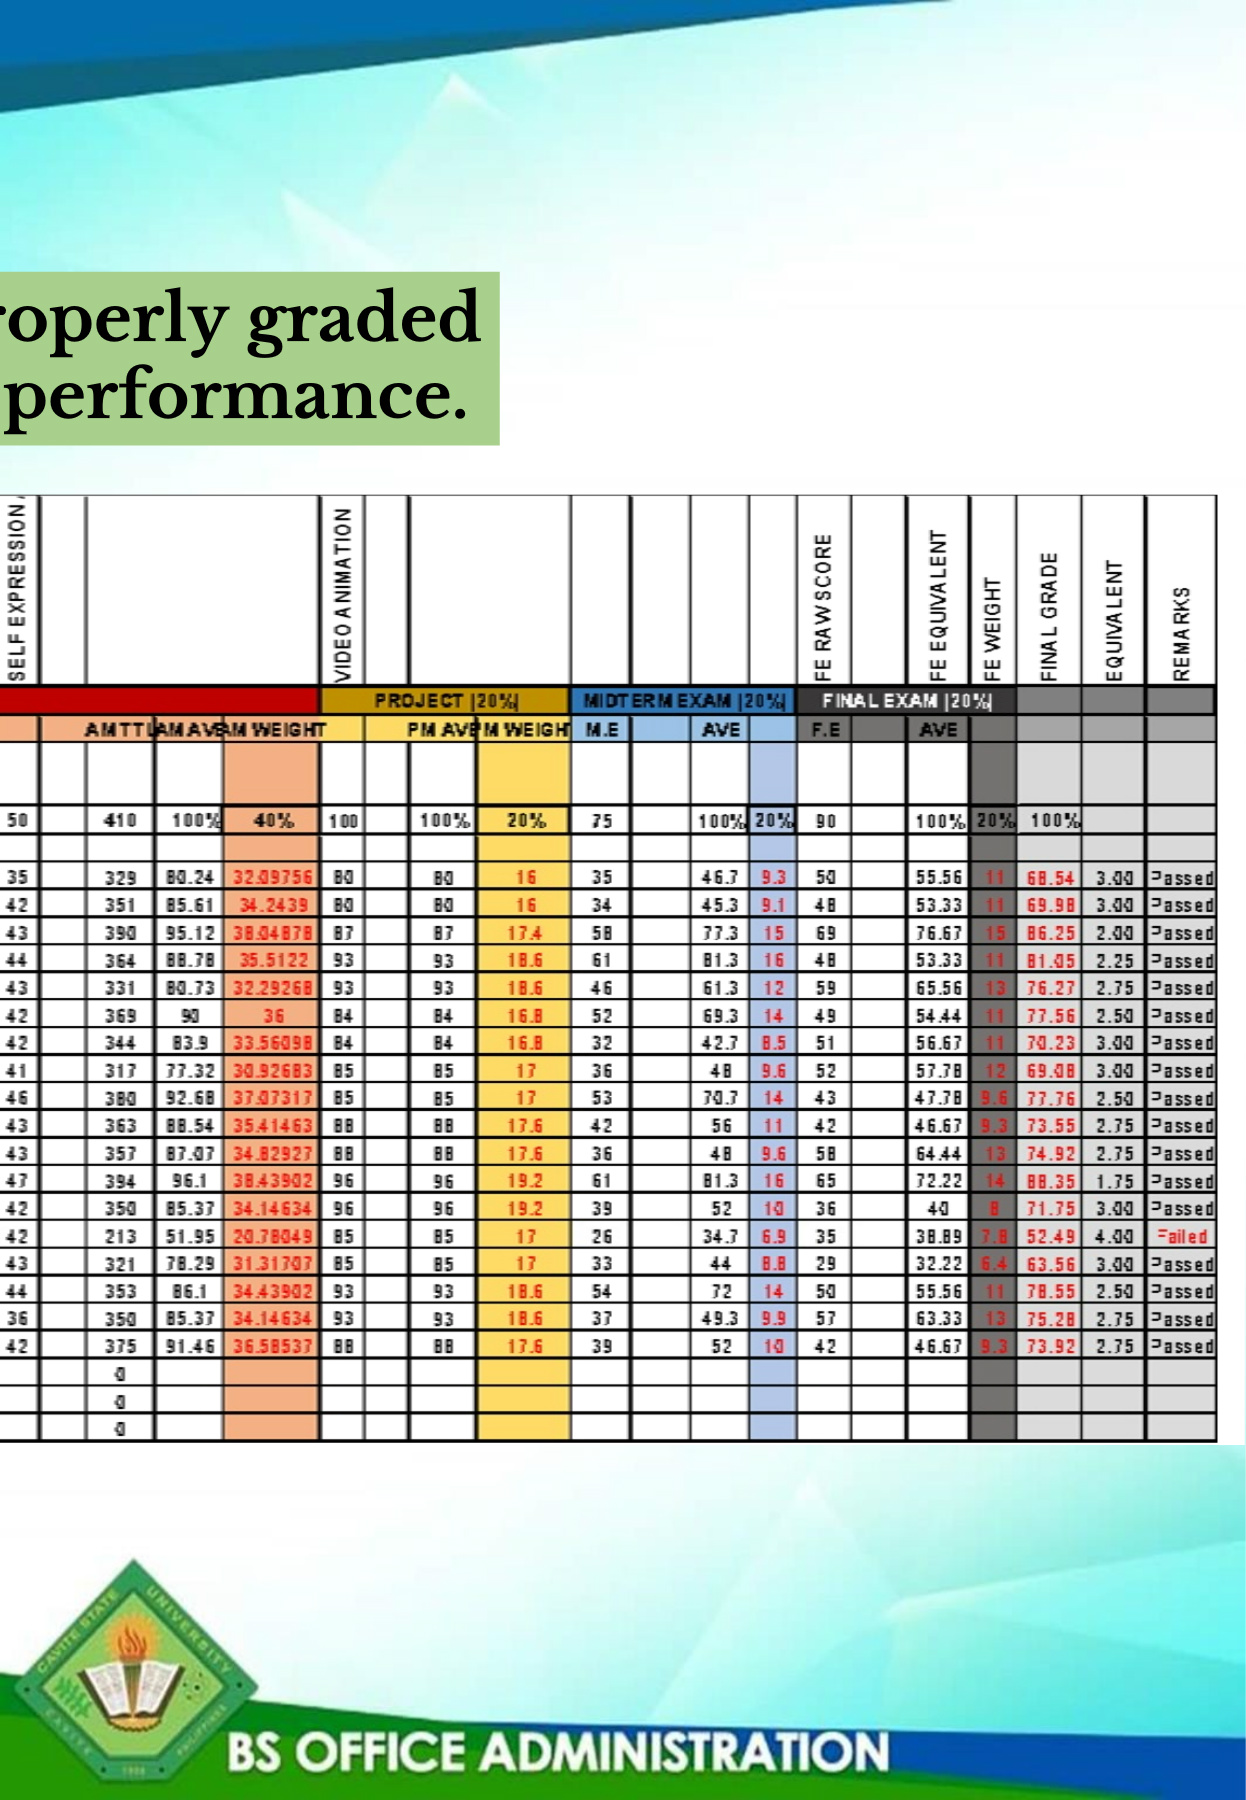 roperly graded
performance.
SELF EXPRESSION VIDEO ANIMATION FE RAW SCORE FE EQUIVALENT FE WEIGHT FINAL GRADE EQUIVALENT REMARKS
PROJECT (20%) MIDTERM EXAM (20%) FINAL EXAM (20%)
AM TTL AM AVE AM WEIGHT PM AVE PM WEIGH M.E AVE F.E AVE
50 410 100% 40% 100 100% 20% 75 100% 20% 90 100% 20% 100%
35 329 80.24 32.09756 80 80 16 35 46.7 9.3 50 55.56 11 68.54 3.00 Passed
42 351 85.61 34.2439 80 80 16 34 45.3 9.1 48 53.33 11 69.98 3.00 Passed
43 390 95.12 38.04878 87 87 17.4 58 77.3 15 69 76.67 15 86.25 2.00 Passed
44 364 88.78 35.5122 93 93 18.6 61 81.3 16 48 53.33 11 81.05 2.25 Passed
43 331 80.73 32.29268 93 93 18.6 46 61.3 12 59 65.56 13 76.27 2.75 Passed
42 369 90 36 84 84 16.8 52 69.3 14 49 54.44 11 77.56 2.50 Passed
42 344 83.9 33.56098 84 84 16.8 32 42.7 8.5 51 56.67 11 70.23 3.00 Passed
41 317 77.32 30.92683 85 85 17 36 48 9.6 52 57.78 12 69.08 3.00 Passed
46 380 92.68 37.07317 85 85 17 53 70.7 14 43 47.78 9.6 77.76 2.50 Passed
43 363 88.54 35.41463 88 88 17.6 42 56 11 42 46.67 9.3 73.55 2.75 Passed
43 357 87.07 34.82927 88 88 17.6 36 48 9.6 58 64.44 13 74.92 2.75 Passed
47 394 96.1 38.43902 96 96 19.2 61 81.3 16 65 72.22 14 88.35 1.75 Passed
42 350 85.37 34.14634 96 96 19.2 39 52 10 36 40 8 71.75 3.00 Passed
42 213 51.95 20.78049 85 85 17 26 34.7 6.9 35 38.89 7.8 52.49 4.00 Failed
43 321 78.29 31.31707 85 85 17 33 44 8.8 29 32.22 6.4 63.56 3.00 Passed
44 353 86.1 34.43902 93 93 18.6 54 72 14 50 55.56 11 78.55 2.50 Passed
36 350 85.37 34.14634 93 93 18.6 37 49.3 9.9 57 63.33 13 75.28 2.75 Passed
42 375 91.46 36.58537 88 88 17.6 39 52 10 42 46.67 9.3 73.92 2.75 Passed
0
0
0
CAVITE STATE UNIVERSITY
CAVITE PHILIPPINES
1906
BS OFFICE ADMINISTRATION